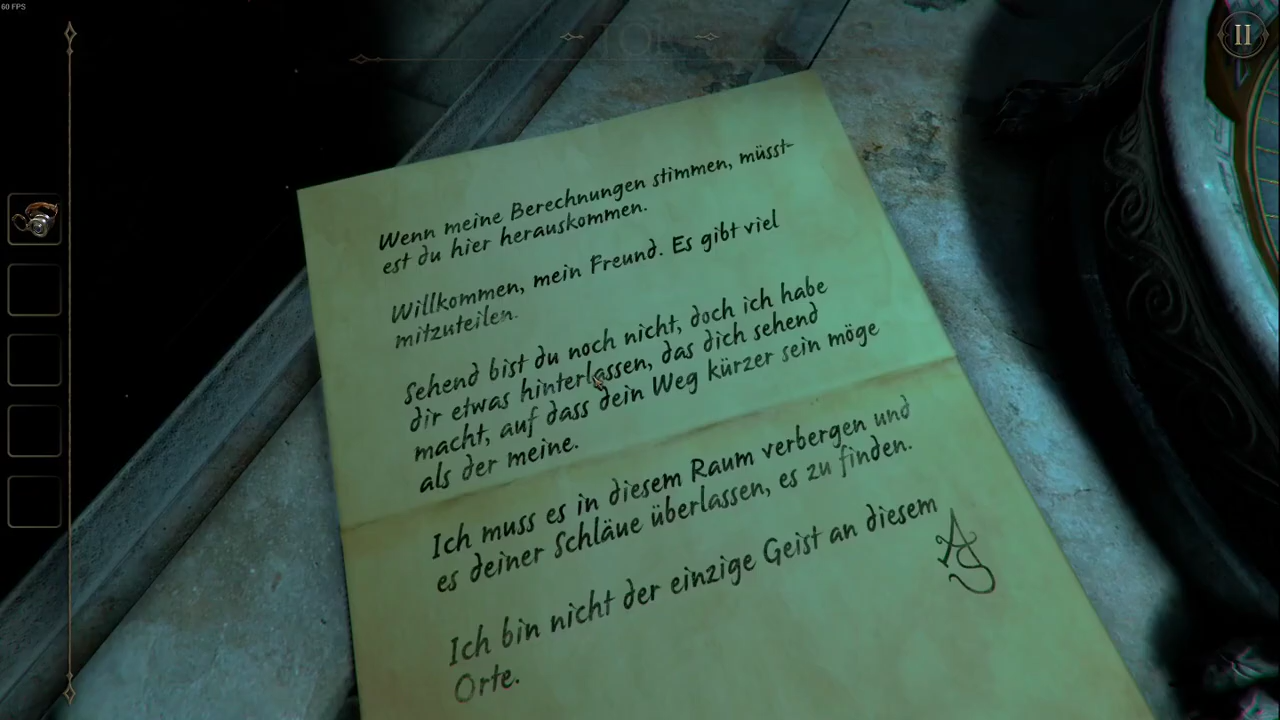 60 FPS
Wenn meine Berechnungen stimmen, müsst-
est du hier herauskommen.
Willkommen, mein Freund. Es gibt viel
mitzuteilen.
Sehend bist du noch nicht, doch ich habe
dir etwas hinterlassen, das dich sehend
macht, auf dass dein Weg kürzer sein möge
als der meine.
Ich muss es in diesem Raum verbergen und
es deiner Schläue überlassen, es zu finden.
Ich bin nicht der einzige Geist an diesem
Orte.
AS